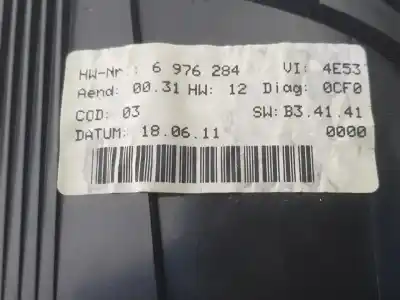 HW-Nr.: 6 976 284 VI: 4E53
Aend: 00.31 HW: 12 Diag: 0CF0
COD: 03 SW: B3.41.41
DATUM: 18.06.11 0000